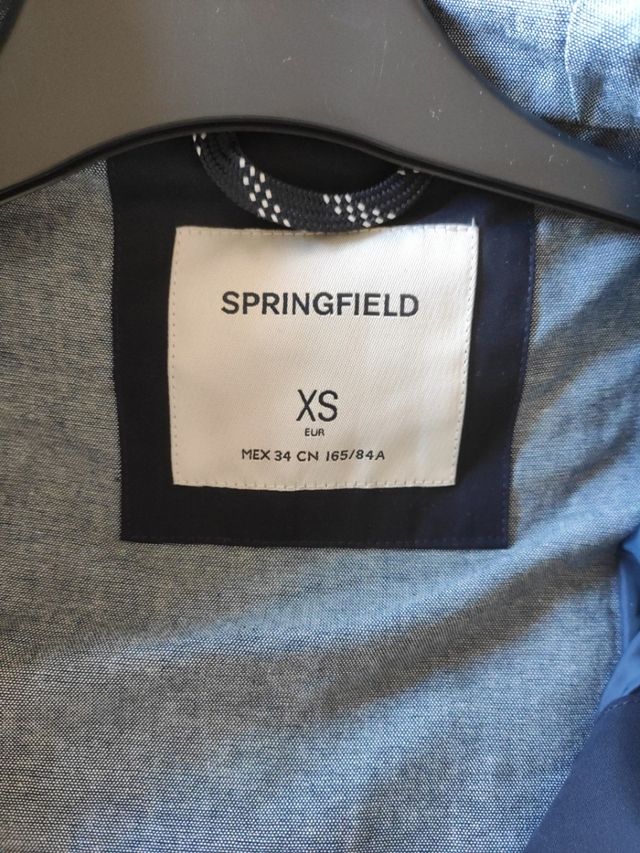 SPRINGFIELD
XS
EUR
MEX 34 CN 165/84A